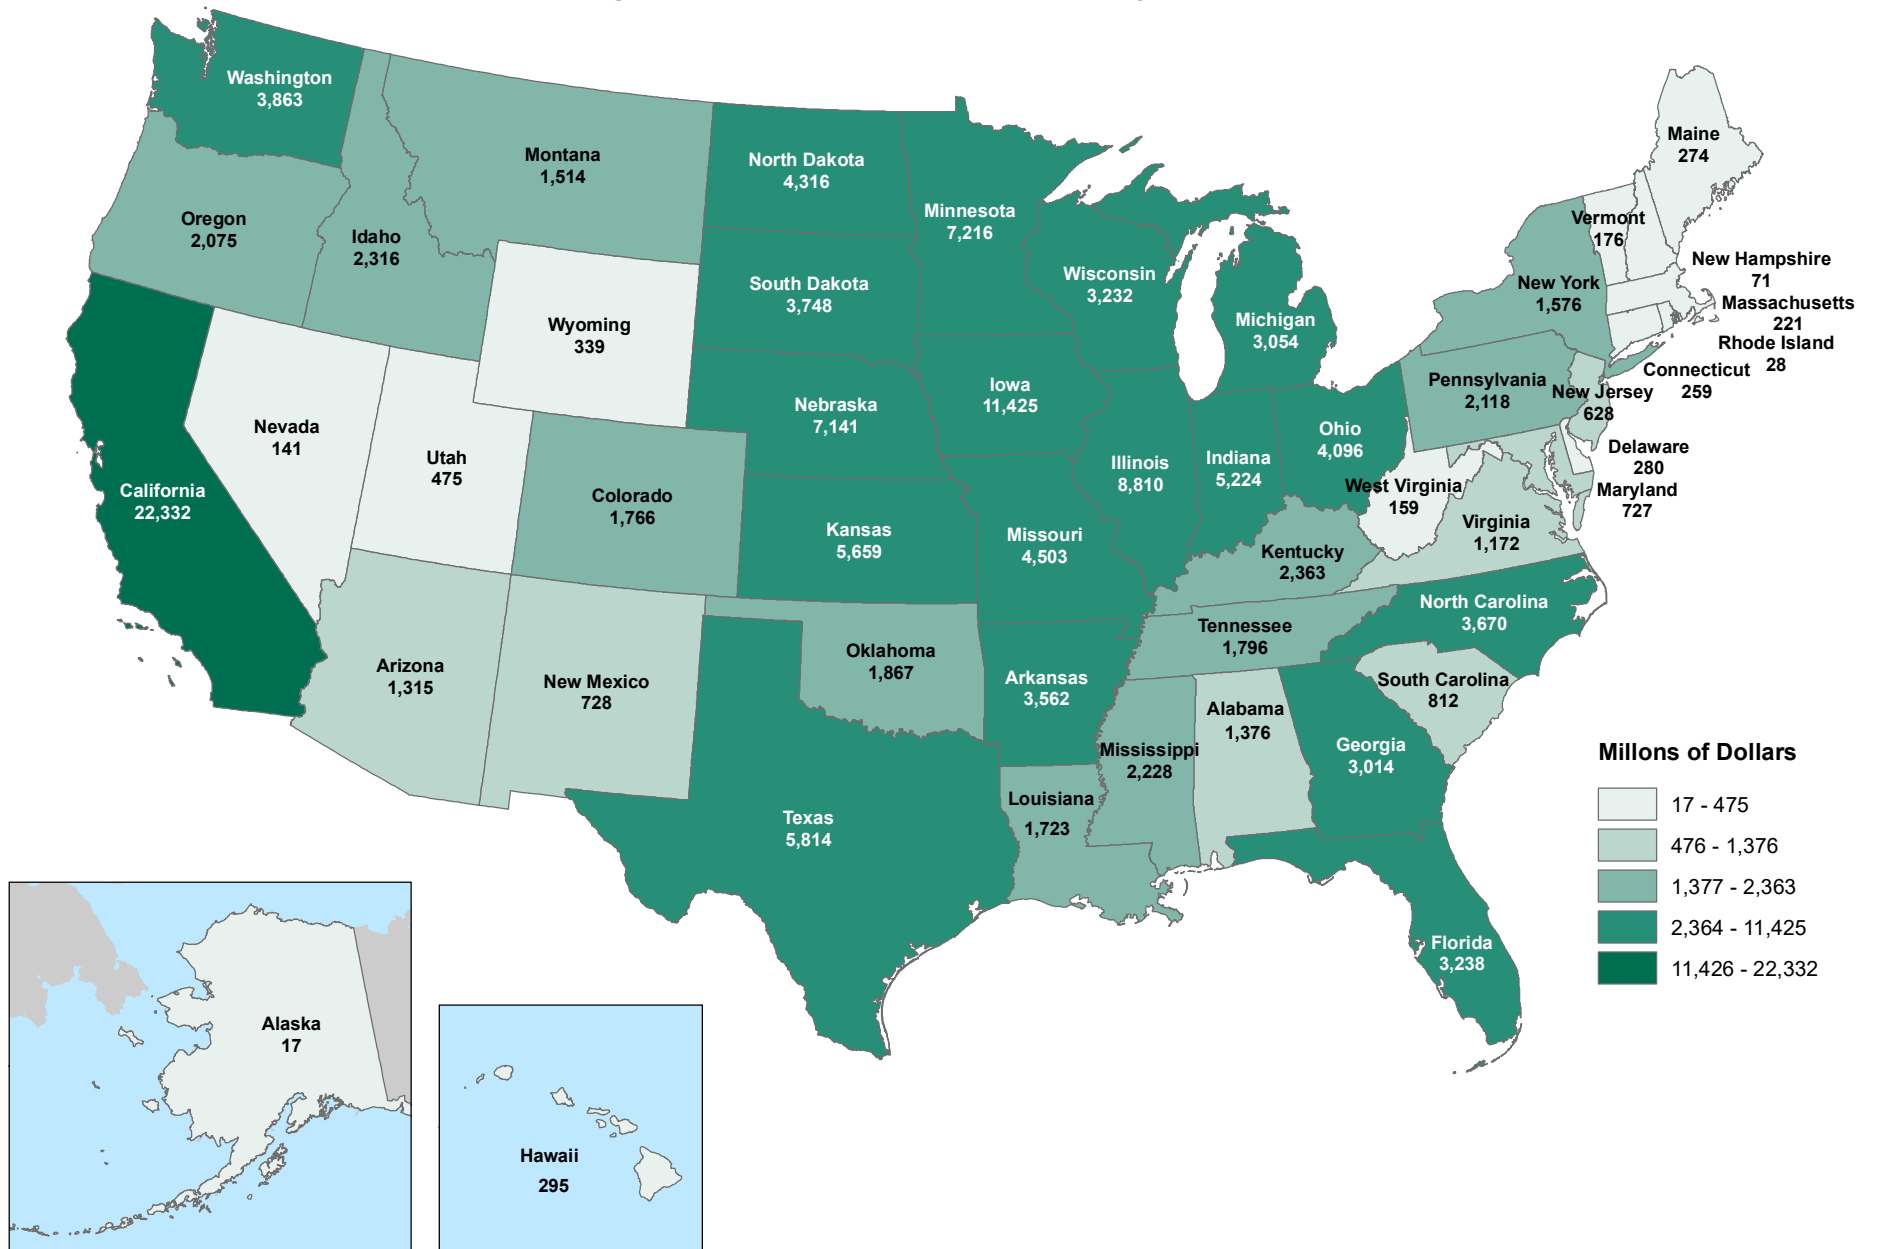 Washington
3,863
Montana
1,514
North Dakota
4,316
Minnesota
7,216
Maine
274
Oregon
2,075
Idaho
2,316
Vermont
176
New Hampshire
71
Wisconsin
3,232
South Dakota
3,748
New York
1,576
Massachusetts
221
Wyoming
339
Michigan
3,054
Rhode Island
28
Connecticut
259
Pennsylvania
2,118
New Jersey
628
Iowa
11,425
Nebraska
7,141
Nevada
141
Utah
475
Ohio
4,096
Delaware
280
Illinois
8,810
Indiana
5,224
California
22,332
Colorado
1,766
West Virginia
159
Maryland
727
Kansas
5,659
Missouri
4,503
Virginia
1,172
Kentucky
2,363
North Carolina
3,670
Tennessee
1,796
Oklahoma
1,867
Arizona
1,315
New Mexico
728
Arkansas
3,562
South Carolina
812
Alabama
1,376
Mississippi
2,228
Georgia
3,014
Louisiana
1,723
Texas
5,814
Florida
3,238
Millons of Dollars
17 - 475
476 - 1,376
1,377 - 2,363
2,364 - 11,425
11,426 - 22,332
Alaska
17
Hawaii
295